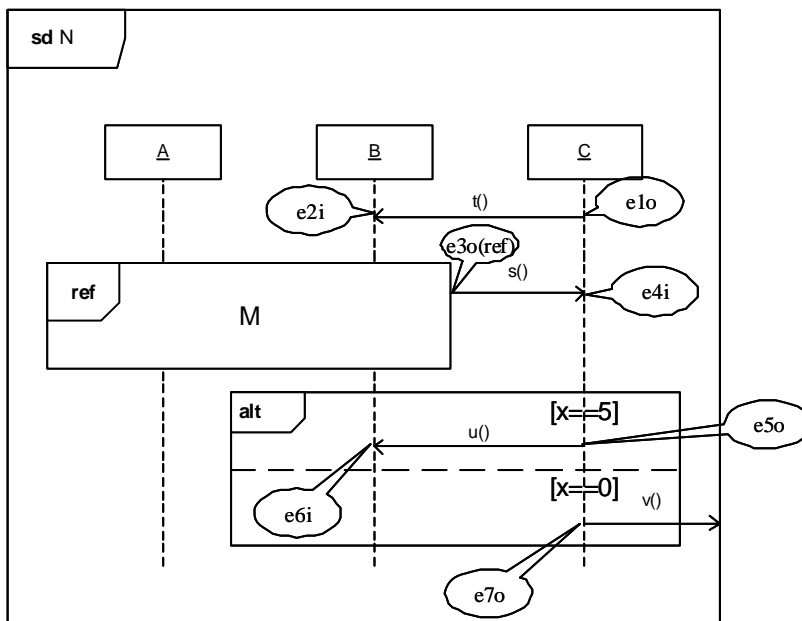 sd N
A
B
C
t()
e2i
e1o
e3o(ref)
s()
ref
M
e4i
alt
[x==5]
u()
e5o
[x==0]
e6i
v()
e7o